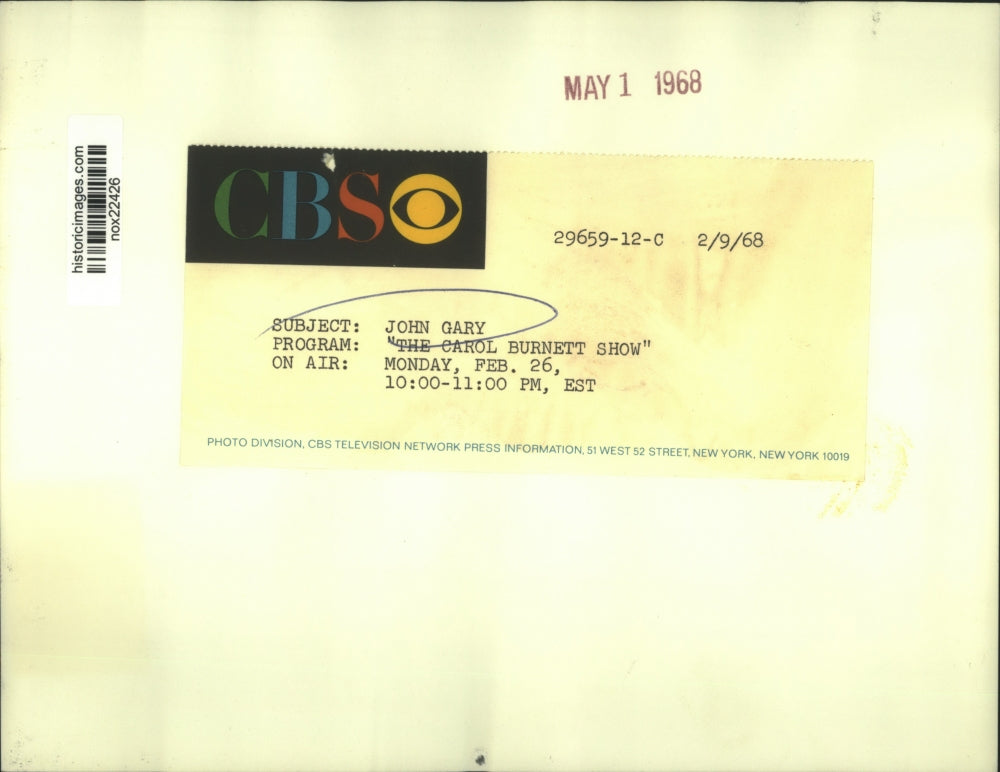 MAY 1 1968
historicimages.com
nox22426
CBS
29659-12-C 2/9/68
SUBJECT: JOHN GARY
PROGRAM: "THE CAROL BURNETT SHOW"
ON AIR: MONDAY, FEB. 26,
10:00-11:00 PM, EST
PHOTO DIVISION, CBS TELEVISION NETWORK PRESS INFORMATION, 51 WEST 52 STREET, NEW YORK, NEW YORK 10019